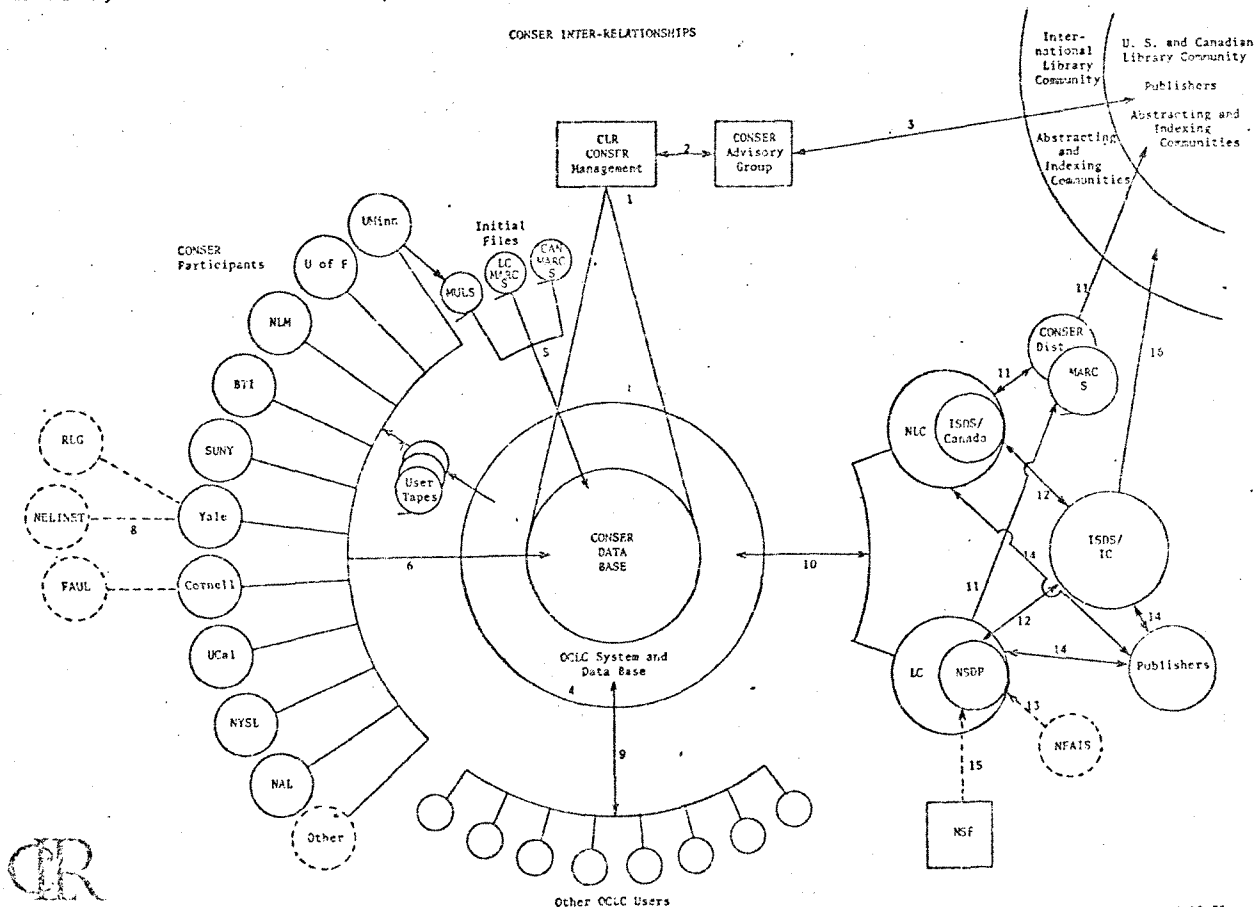 CONSER INTER-RELATIONSHIPS
Inter-
national
Library
Community
U. S. and Canadian
Library Community
Publishers
Abstracting and
Indexing
Communities
Abstracting
and
Indexing
Communities
3
CLR
CONSER
Management
2
CONSER
Advisory
Group
1
CONSER
Participants
UMinn
U of F
NLM
BTI
SUNY
Yale
Cornell
UCal
NYSL
NAL
Other
RLG
NELINET
FAUL
8
Initial
Files
MULS
LC
MARC
S
CAN
MARC
S
5
7
User
Tapes
6
CONSER
DATA
BASE
OCLC System and
Data Base
4
9
Other OCLC Users
10
NLC
ISDS/
Canada
11
CONSER
Dist
MARC
S
11
16
12
ISDS/
IC
14
11
12
14
14
Publishers
LC
NSDP
13
NFAIS
15
NSF
CLR